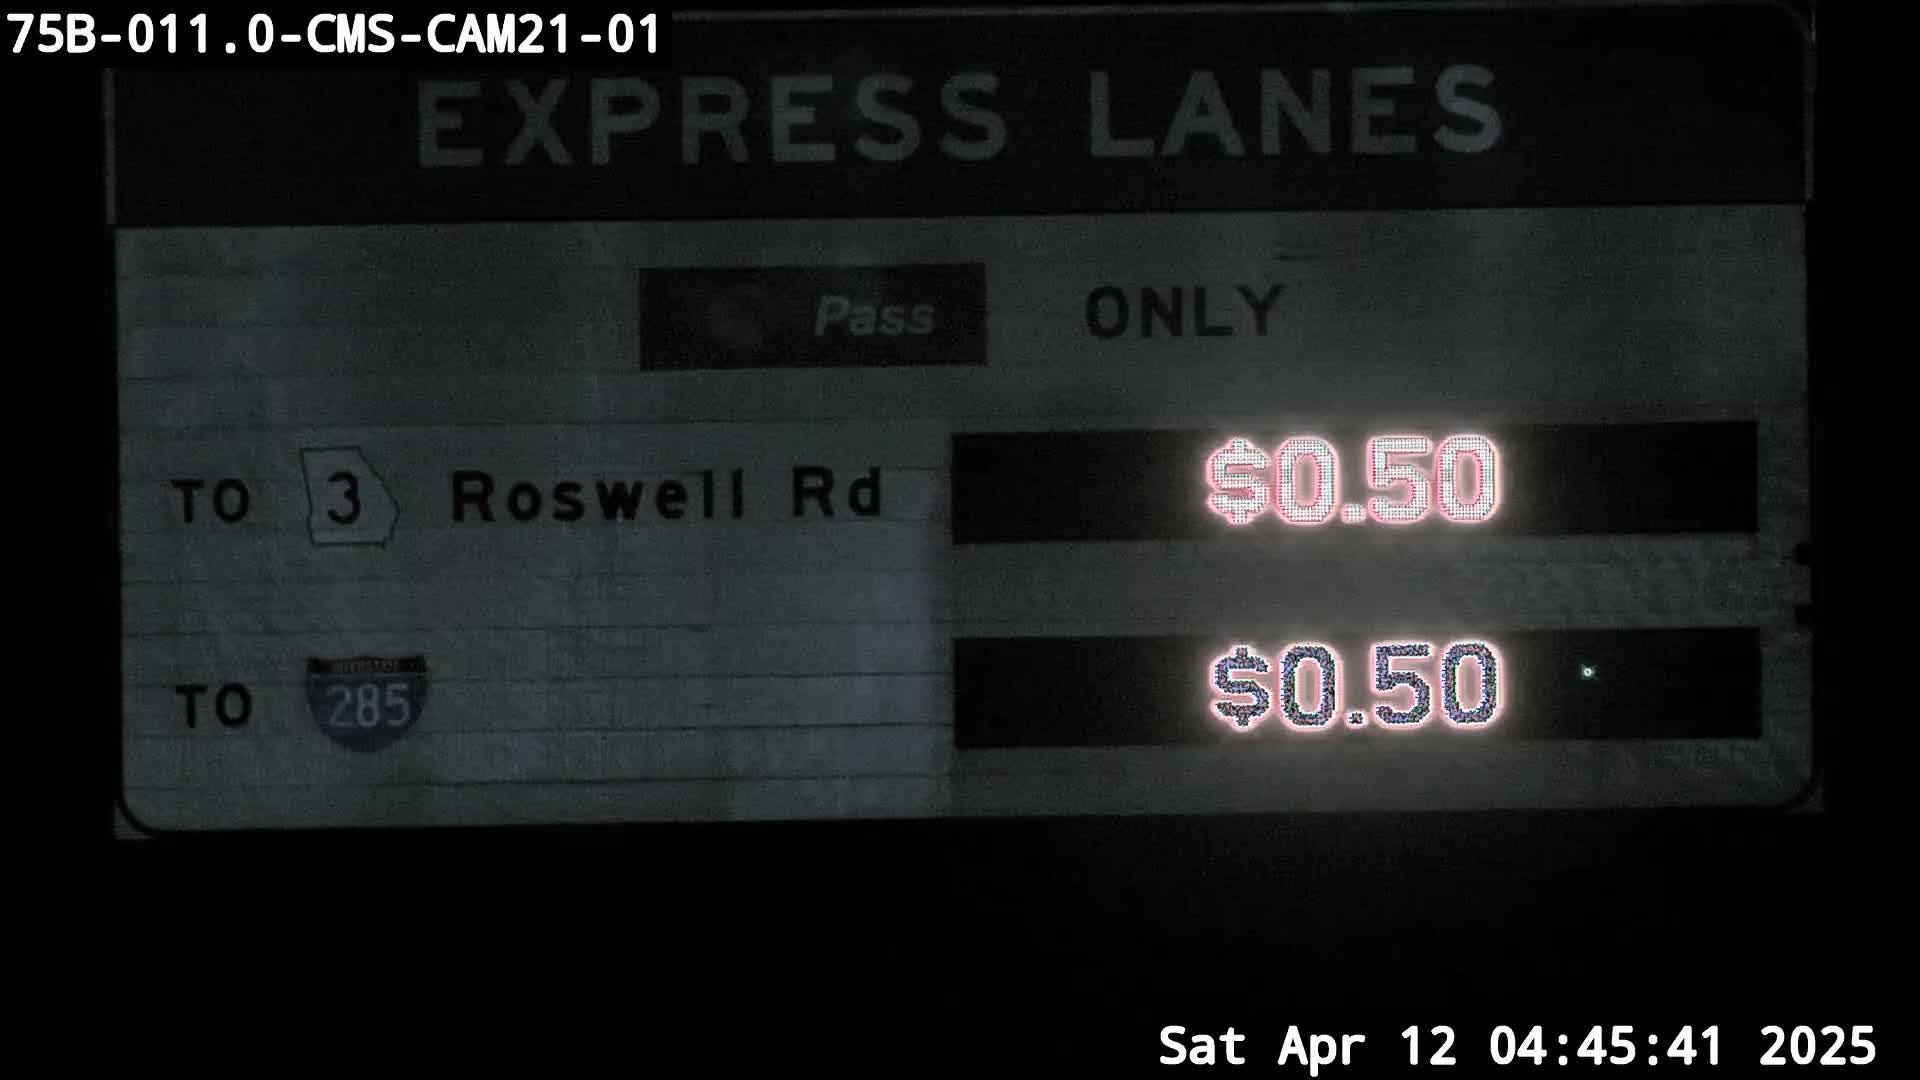 75B-011.0-CMS-CAM21-01
EXPRESS LANES
Pass ONLY
TO 3 Roswell Rd $0.50
TO 285 $0.50
Sat Apr 12 04:45:41 2025